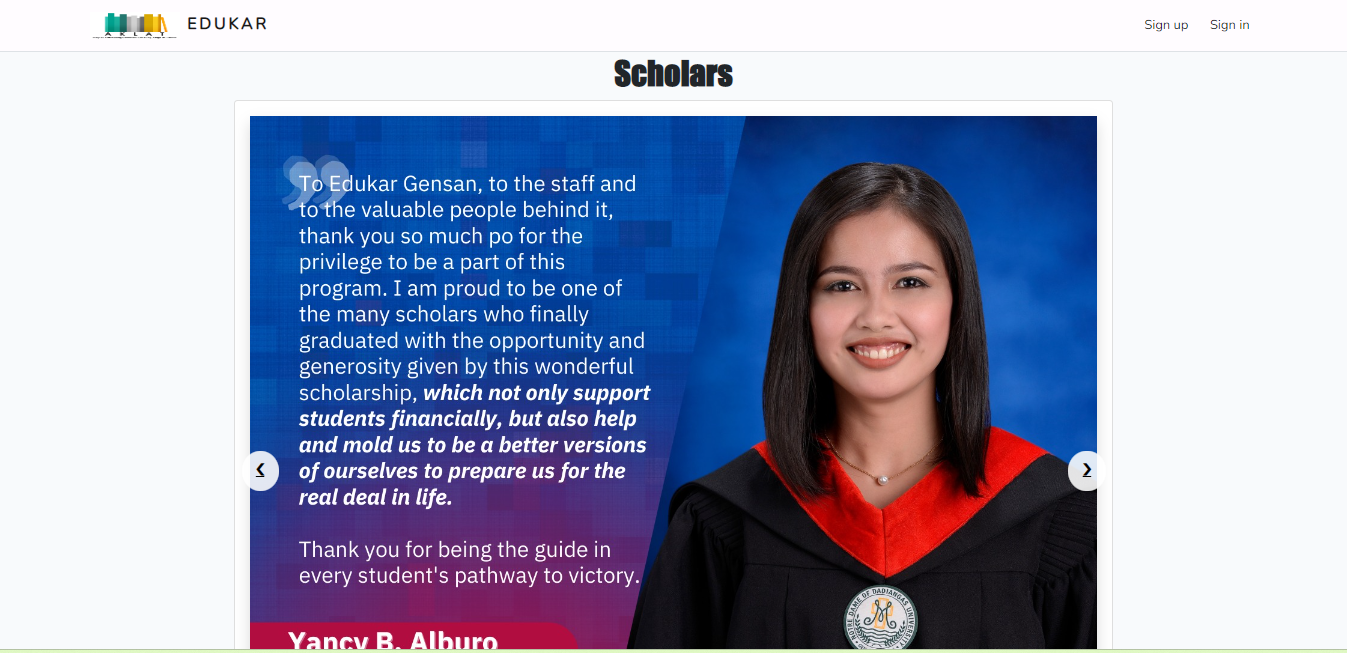 A K L A T
EDUKAR
Sign up
Sign in
Scholars
To Edukar Gensan, to the staff and
to the valuable people behind it,
thank you so much po for the
privilege to be a part of this
program. I am proud to be one of
the many scholars who finally
graduated with the opportunity and
generosity given by this wonderful
scholarship, which not only support
students financially, but also help
and mold us to be a better versions
of ourselves to prepare us for the
real deal in life.
Thank you for being the guide in
every student's pathway to victory.
Yancy B. Alburo
NOTRE DAME OF DADIANGAS UNIVERSITY